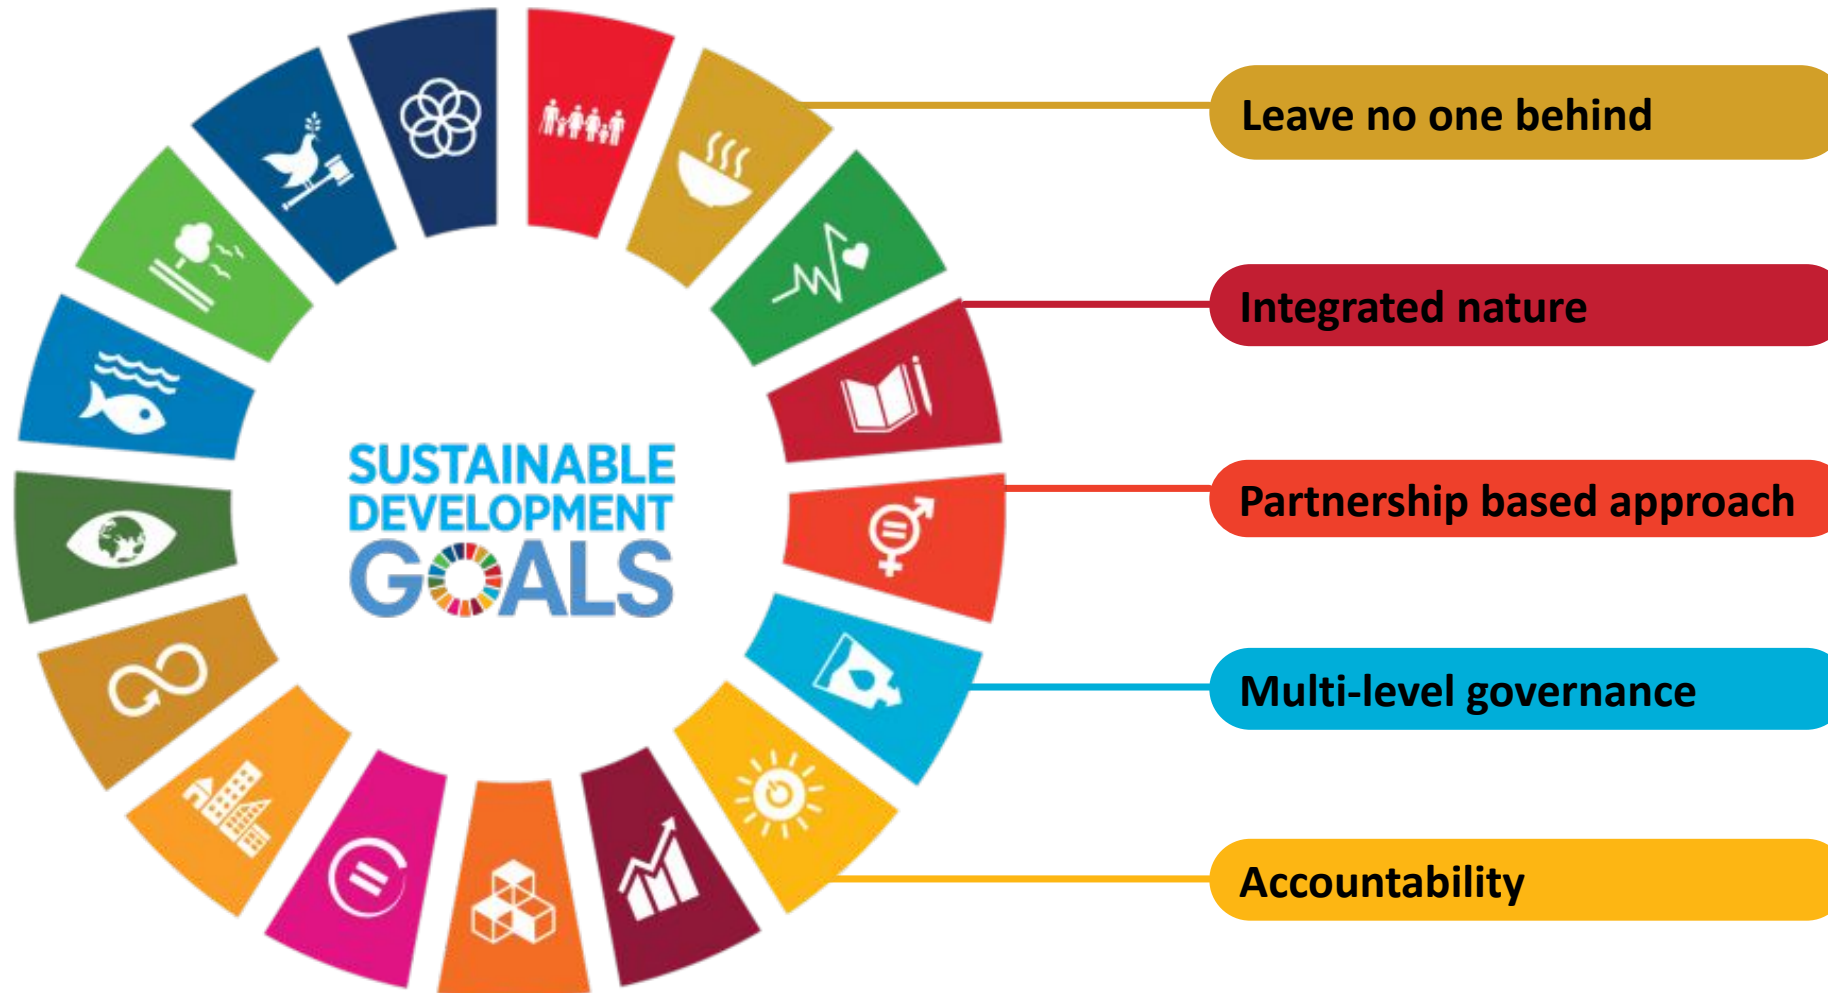 SUSTAINABLE
DEVELOPMENT
GOALS
Leave no one behind
Integrated nature
Partnership based approach
Multi-level governance
Accountability